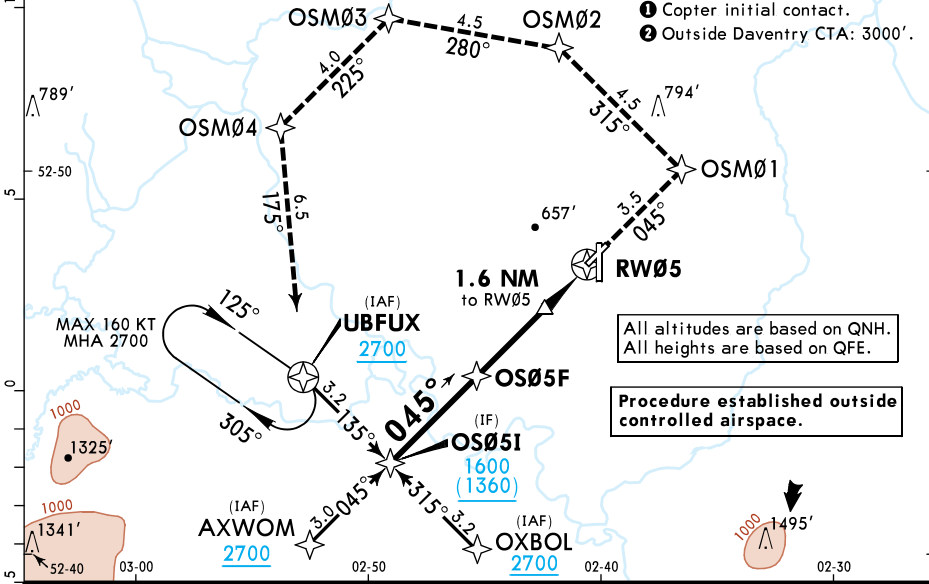 ❶ Copter initial contact.
❷ Outside Daventry CTA: 3000'.
OSMØ3
4.5
280°
OSMØ2
4.0
225°
4.5
315°
789'
794'
OSMØ4
52-50
OSMØ1
5
6.5
175°
3.5
045°
657'
RWØ5
1.6 NM
to RWØ5
125°
MAX 160 KT
MHA 2700
(IAF)
UBFUX
2700
All altitudes are based on QNH.
All heights are based on QFE.
0
OSØ5F
3.2
135°
045°
305°
Procedure established outside
controlled airspace.
1000
1325'
(IF)
OSØ5I
1600
(1360)
1000
1341'
52-40
(IAF)
AXWOM
2700
3.0
045°
315°
3.2
(IAF)
OXBOL
2700
1000
1495'
5
03-00
02-50
02-40
02-30